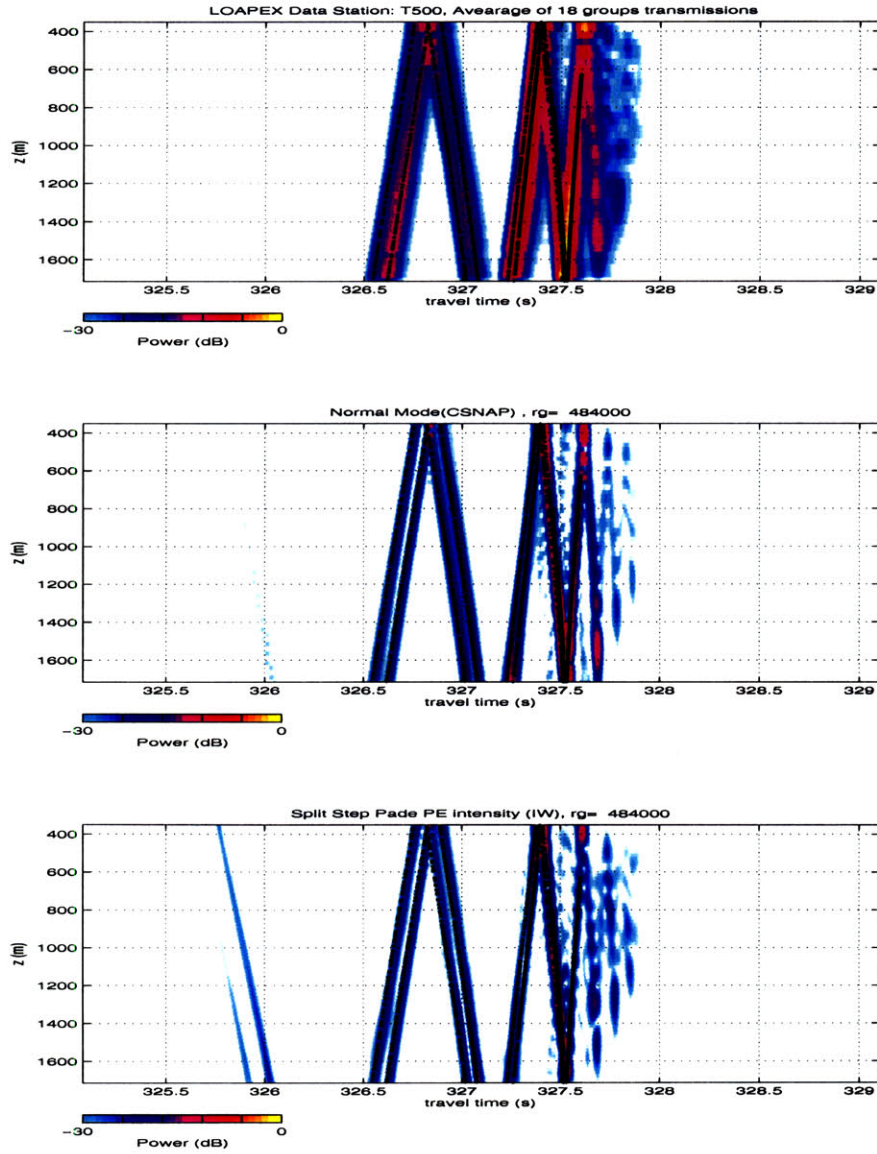 LOAPEX Data Station: T500, Avearage of 18 groups transmissions
z (m)
400
600
800
1000
1200
1400
1600
325.5 326 326.5 327 327.5 328 328.5 329
travel time (s)
−30 0
Power (dB)
Normal Mode(CSNAP) , rg= 484000
z (m)
400
600
800
1000
1200
1400
1600
325.5 326 326.5 327 327.5 328 328.5 329
travel time (s)
−30 0
Power (dB)
Split Step Pade PE intensity (IW), rg= 484000
z (m)
400
600
800
1000
1200
1400
1600
325.5 326 326.5 327 327.5 328 328.5 329
travel time (s)
−30 0
Power (dB)